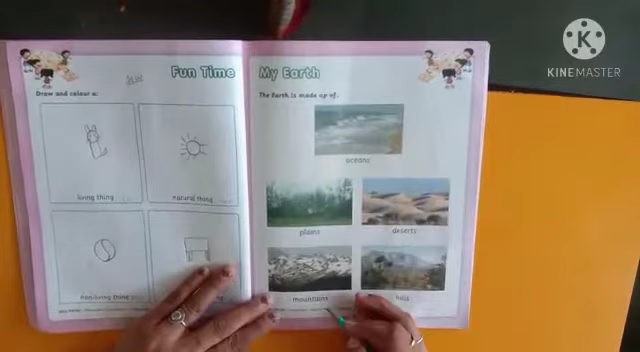 KINEMASTER
Fun Time
Draw and colour a:
living thing
natural thing
non-living thing
My Earth
The Earth is made up of:
oceans
plains
deserts
mountains
hills